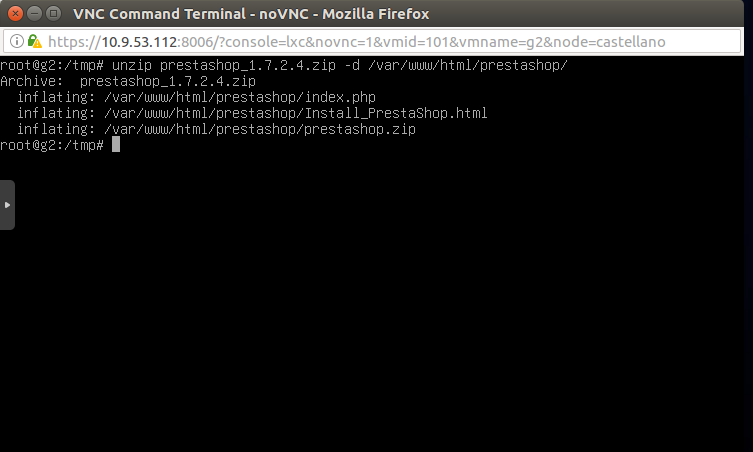 VNC Command Terminal - noVNC - Mozilla Firefox
https://10.9.53.112:8006/?console=lxc&novnc=1&vmid=101&vmname=g2&node=castellano
root@g2:/tmp# unzip prestashop_1.7.2.4.zip -d /var/www/html/prestashop/
Archive:  prestashop_1.7.2.4.zip
  inflating: /var/www/html/prestashop/index.php
  inflating: /var/www/html/prestashop/Install_PrestaShop.html
  inflating: /var/www/html/prestashop/prestashop.zip
root@g2:/tmp#